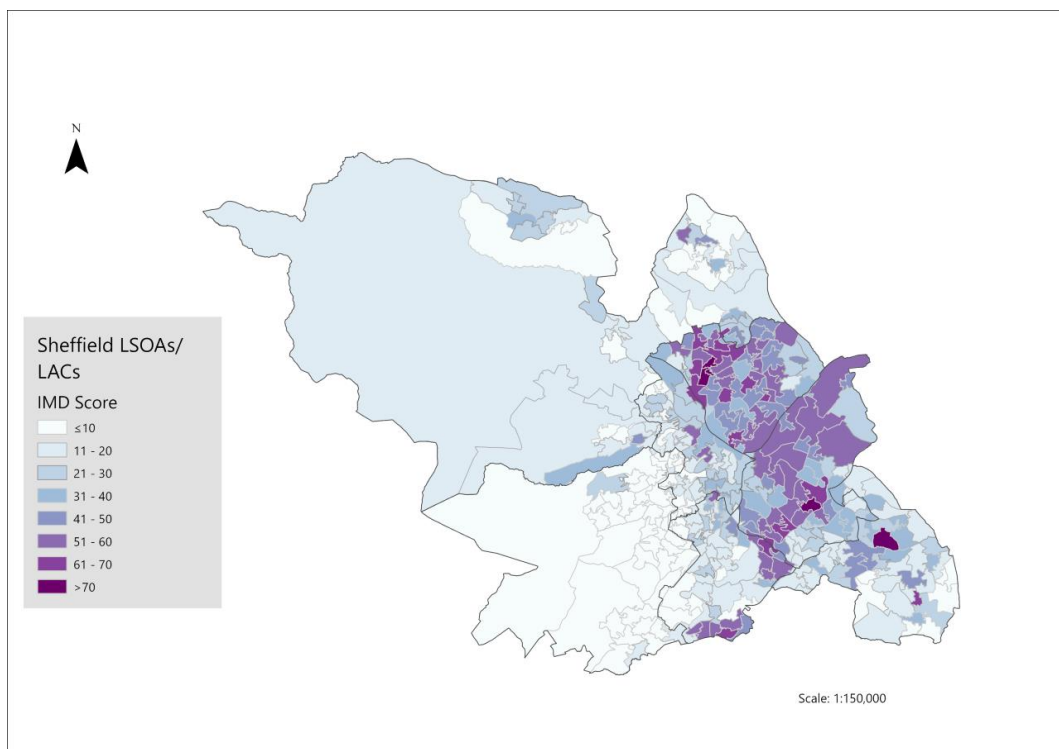 N
Sheffield LSOAs/
LACs
IMD Score
≤10
11 - 20
21 - 30
31 - 40
41 - 50
51 - 60
61 - 70
>70
Scale: 1:150,000